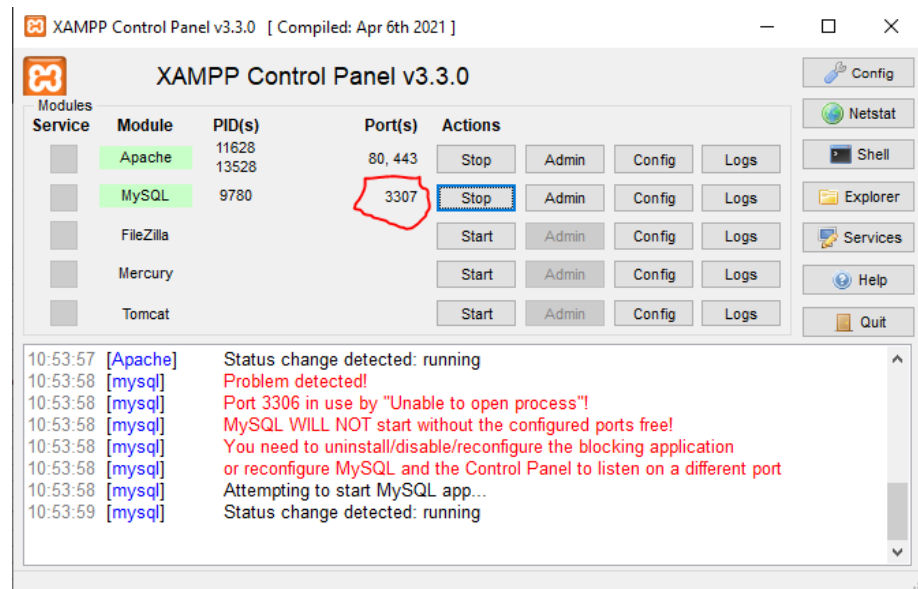 XAMPP Control Panel v3.3.0 [ Compiled: Apr 6th 2021 ]
XAMPP Control Panel v3.3.0
Config
Modules
Service Module PID(s) Port(s) Actions
Netstat
Apache 11628 13528 80, 443 Stop Admin Config Logs
Shell
MySQL 9780 3307 Stop Admin Config Logs
Explorer
FileZilla Start Admin Config Logs
Services
Mercury Start Admin Config Logs
Help
Tomcat Start Admin Config Logs
Quit
10:53:57 [Apache] Status change detected: running
10:53:58 [mysql] Problem detected!
10:53:58 [mysql] Port 3306 in use by "Unable to open process"!
10:53:58 [mysql] MySQL WILL NOT start without the configured ports free!
10:53:58 [mysql] You need to uninstall/disable/reconfigure the blocking application
10:53:58 [mysql] or reconfigure MySQL and the Control Panel to listen on a different port
10:53:58 [mysql] Attempting to start MySQL app...
10:53:59 [mysql] Status change detected: running